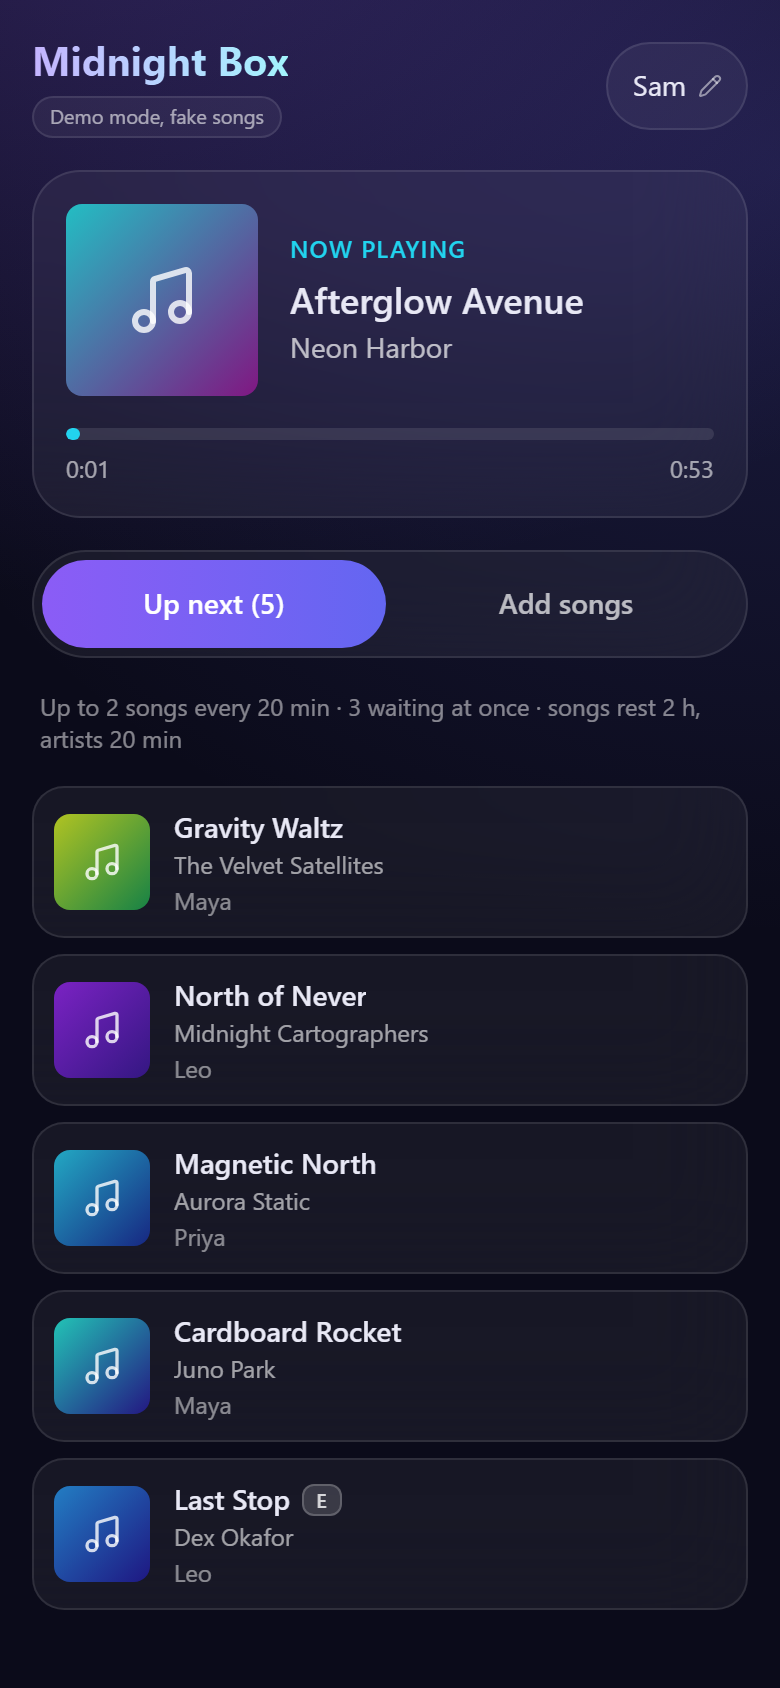 Midnight Box
Sam
Demo mode, fake songs
NOW PLAYING
Afterglow Avenue
Neon Harbor
0:01
0:53
Up next (5)
Add songs
Up to 2 songs every 20 min · 3 waiting at once · songs rest 2 h,
artists 20 min
Gravity Waltz
The Velvet Satellites
Maya
North of Never
Midnight Cartographers
Leo
Magnetic North
Aurora Static
Priya
Cardboard Rocket
Juno Park
Maya
Last Stop E
Dex Okafor
Leo